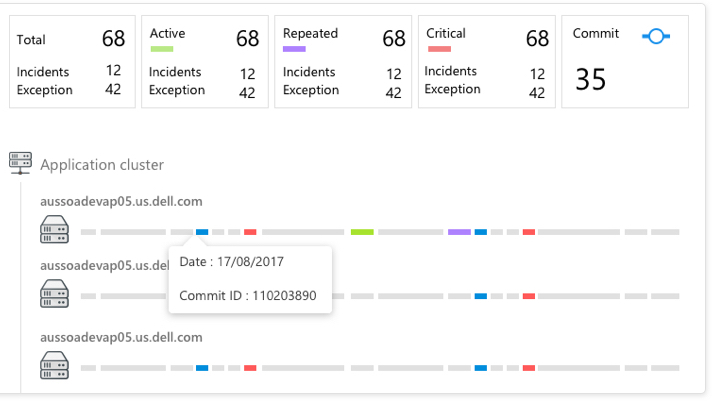 Total 68
Incidents 12
Exception 42
Active 68
Incidents 12
Exception 42
Repeated 68
Incidents 12
Exception 42
Critical 68
Incidents 12
Exception 42
Commit
35
Application cluster
aussoadevap05.us.dell.com
Date : 17/08/2017
Commit ID : 110203890
aussoadevap05.us.dell
aussoadevap05.us.dell.com